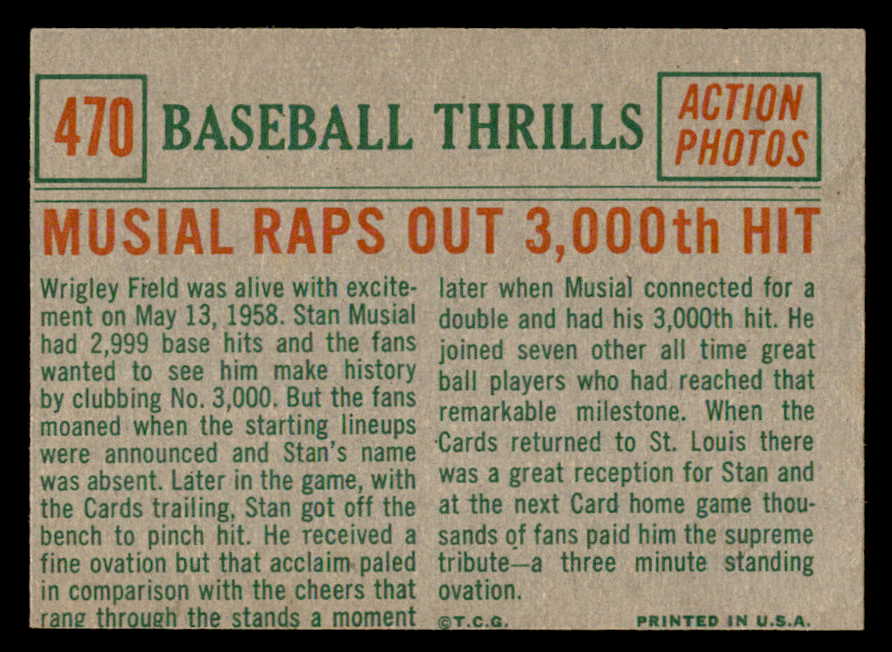 470
BASEBALL THRILLS
ACTION
PHOTOS
MUSIAL RAPS OUT 3,000th HIT
Wrigley Field was alive with excite-
ment on May 13, 1958. Stan Musial
had 2,999 base hits and the fans
wanted to see him make history
by clubbing No. 3,000. But the fans
moaned when the starting lineups
were announced and Stan's name
was absent. Later in the game, with
the Cards trailing, Stan got off the
bench to pinch hit. He received a
fine ovation but that acclaim paled
in comparison with the cheers that
rang through the stands a moment
later when Musial connected for a
double and had his 3,000th hit. He
joined seven other all time great
ball players who had reached that
remarkable milestone. When the
Cards returned to St. Louis there
was a great reception for Stan and
at the next Card home game thou-
sands of fans paid him the supreme
tribute—a three minute standing
ovation.
©T.C.G.
PRINTED IN U.S.A.